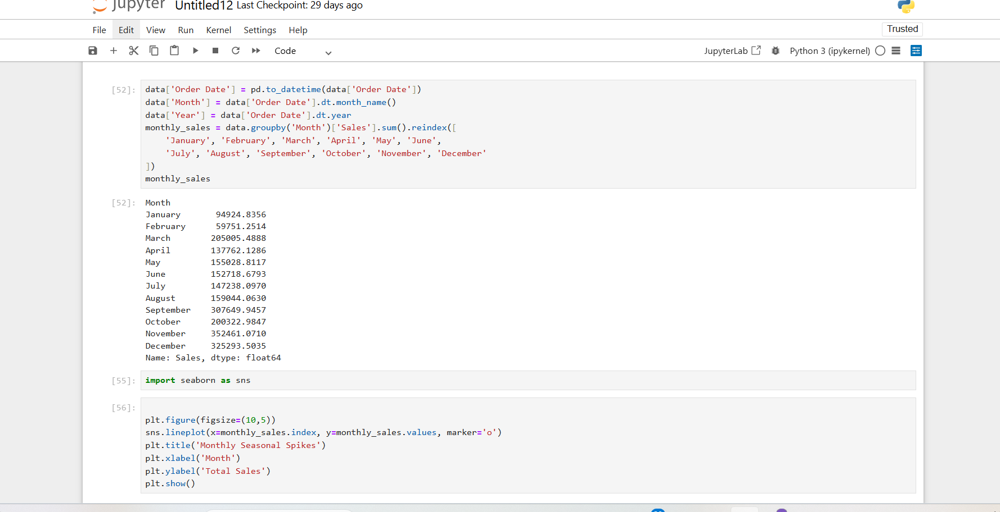 jupyter Untitled12 Last Checkpoint: 29 days ago
File Edit View Run Kernel Settings Help Trusted
Code JupyterLab Python 3 (ipykernel)
[52]: data['Order Date'] = pd.to_datetime(data['Order Date'])
data['Month'] = data['Order Date'].dt.month_name()
data['Year'] = data['Order Date'].dt.year
monthly_sales = data.groupby('Month')['Sales'].sum().reindex([
    'January', 'February', 'March', 'April', 'May', 'June',
    'July', 'August', 'September', 'October', 'November', 'December'
])
monthly_sales
[52]: Month
January       94924.8356
February      59751.2514
March        205005.4888
April        137762.1286
May          155028.8117
June         152718.6793
July         147238.0970
August       159044.0630
September    307649.9457
October      200322.9847
November     352461.0710
December     325293.5035
Name: Sales, dtype: float64
[55]: import seaborn as sns
[56]:
plt.figure(figsize=(10,5))
sns.lineplot(x=monthly_sales.index, y=monthly_sales.values, marker='o')
plt.title('Monthly Seasonal Spikes')
plt.xlabel('Month')
plt.ylabel('Total Sales')
plt.show()